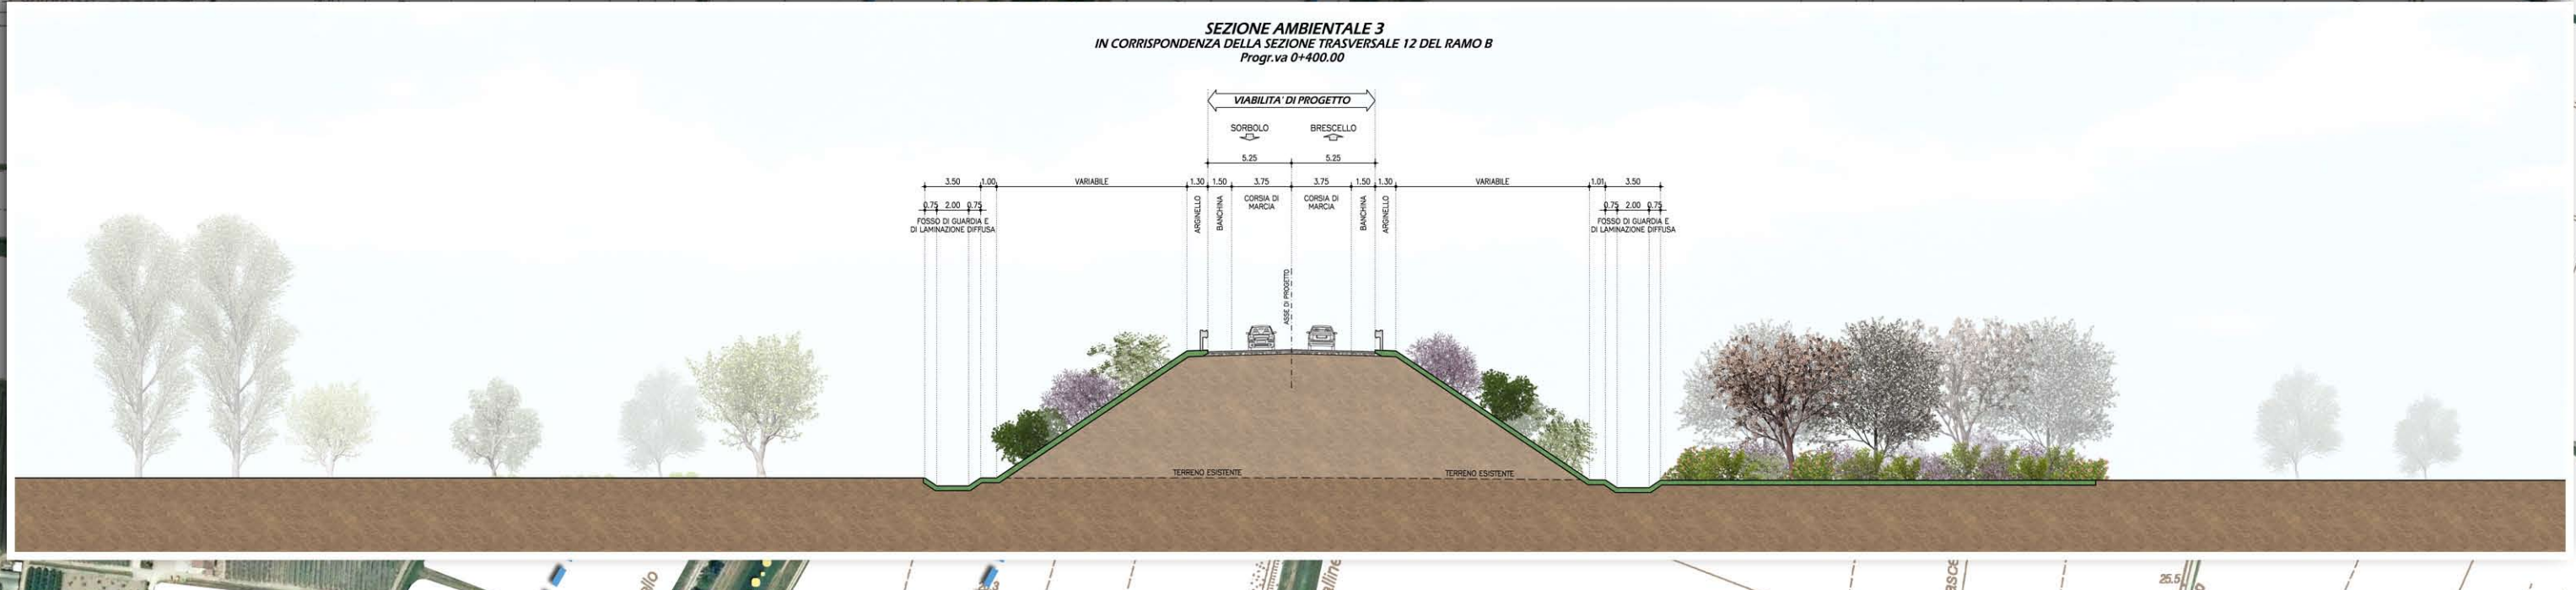 SEZIONE AMBIENTALE 3
IN CORRISPONDENZA DELLA SEZIONE TRASVERSALE 12 DEL RAMO B
Progr.va 0+400.00
VIABILITA' DI PROGETTO
SORBOLO
BRESCELLO
5.25
5.25
3.50
1.00
VARIABILE
1.30
1.50
3.75
3.75
1.50
1.30
VARIABILE
1.01
3.50
0.75
2.00
0.75
FOSSO DI GUARDIA E
DI LAMINAZIONE DIFFUSA
ARGINELLO
BANCHINA
CORSIA DI
MARCIA
CORSIA DI
MARCIA
BANCHINA
ARGINELLO
0.75
2.00
0.75
FOSSO DI GUARDIA E
DI LAMINAZIONE DIFFUSA
ASSE DI PROGETTO
TERRENO ESISTENTE
TERRENO ESISTENTE
25.5